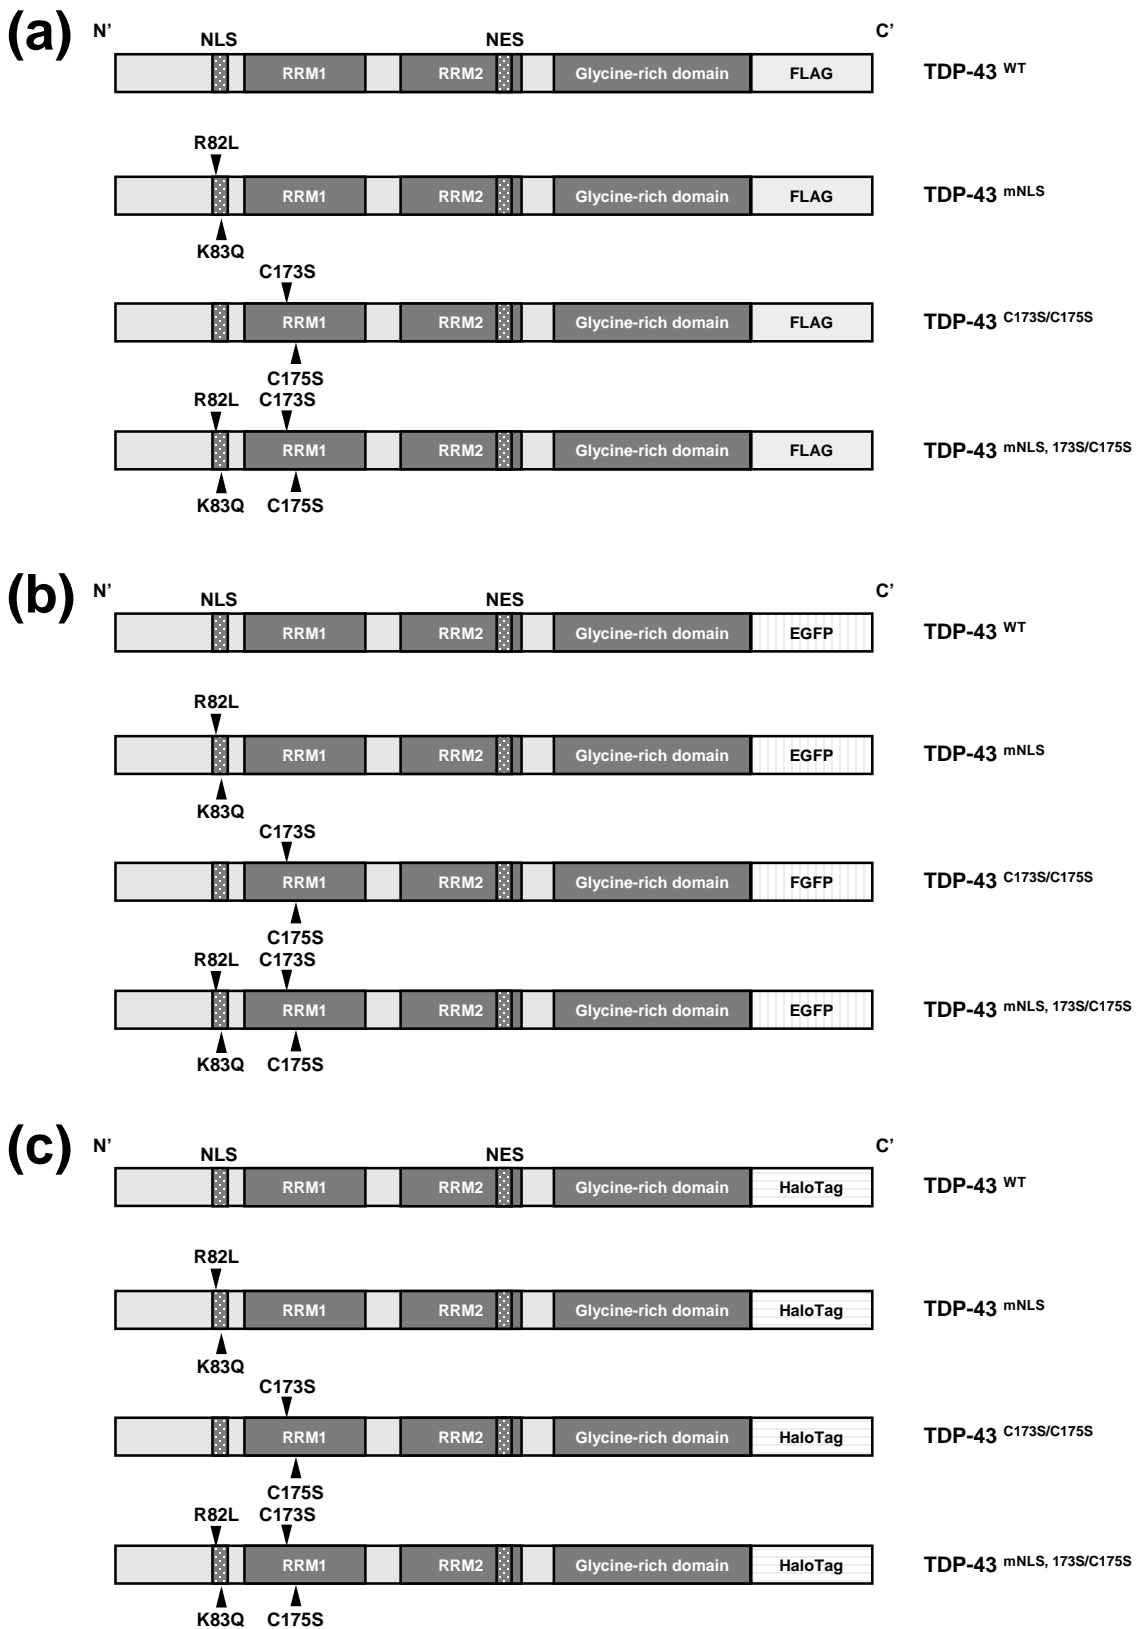 (a) N’ C’
NLS NES
RRM1 RRM2 Glycine-rich domain FLAG TDP-43 WT
R82L
RRM1 RRM2 Glycine-rich domain FLAG TDP-43 mNLS
K83Q
C173S
RRM1 RRM2 Glycine-rich domain FLAG TDP-43 C173S/C175S
C175S
R82L C173S
RRM1 RRM2 Glycine-rich domain FLAG TDP-43 mNLS, 173S/C175S
K83Q C175S
(b) N’ C’
NLS NES
RRM1 RRM2 Glycine-rich domain EGFP TDP-43 WT
R82L
RRM1 RRM2 Glycine-rich domain EGFP TDP-43 mNLS
K83Q
C173S
RRM1 RRM2 Glycine-rich domain FGFP TDP-43 C173S/C175S
C175S
R82L C173S
RRM1 RRM2 Glycine-rich domain EGFP TDP-43 mNLS, 173S/C175S
K83Q C175S
(c) N’ C’
NLS NES
RRM1 RRM2 Glycine-rich domain HaloTag TDP-43 WT
R82L
RRM1 RRM2 Glycine-rich domain HaloTag TDP-43 mNLS
K83Q
C173S
RRM1 RRM2 Glycine-rich domain HaloTag TDP-43 C173S/C175S
C175S
R82L C173S
RRM1 RRM2 Glycine-rich domain HaloTag TDP-43 mNLS, 173S/C175S
K83Q C175S